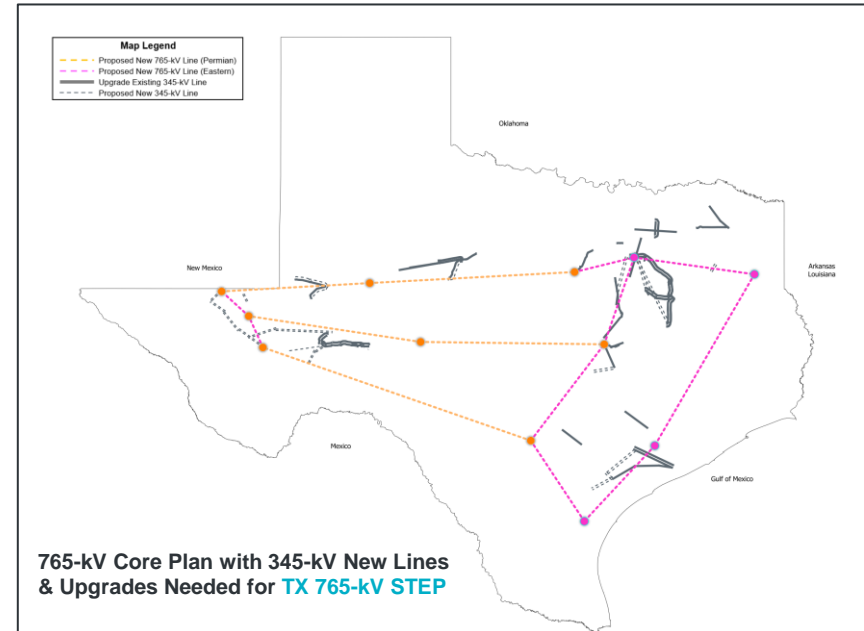 Map Legend
Proposed New 765-kV Line (Permian)
Proposed New 765-kV Line (Eastern)
Upgrade Existing 345-kV Line
Proposed New 345-kV Line
Oklahoma
New Mexico
Arkansas
Louisiana
Mexico
Gulf of Mexico
765-kV Core Plan with 345-kV New Lines
& Upgrades Needed for TX 765-kV STEP